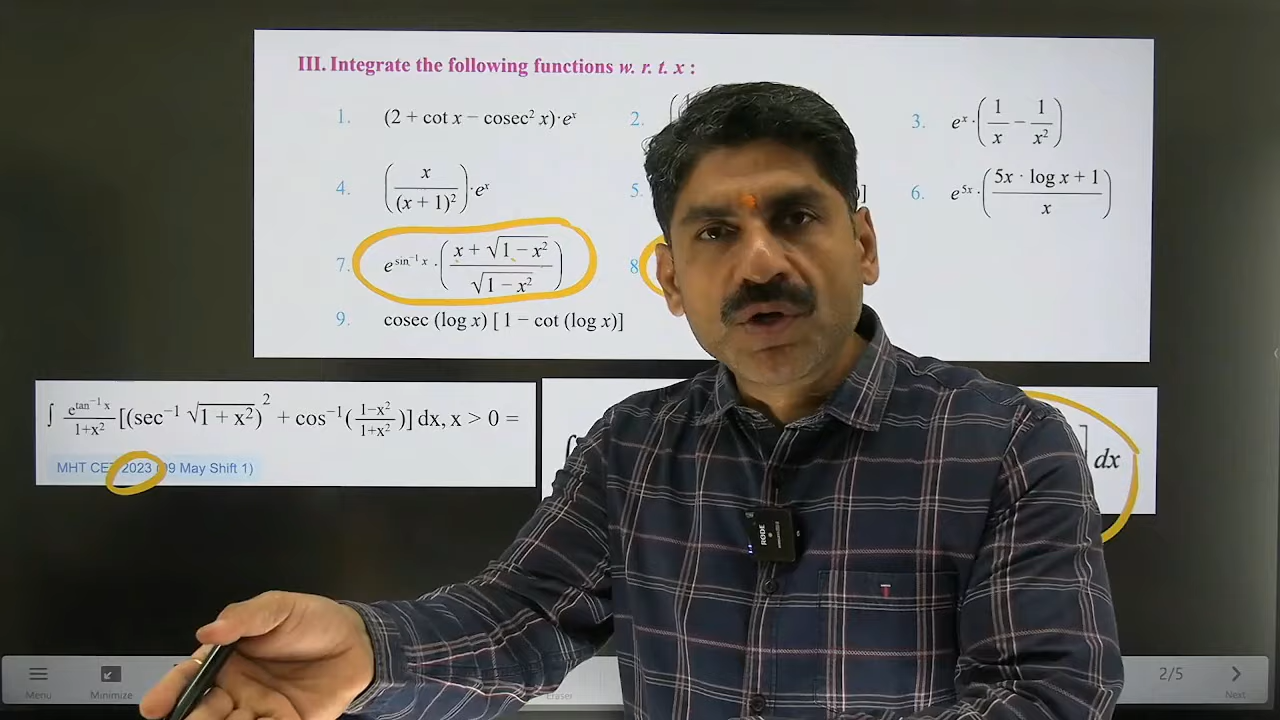 III. Integrate the following functions w. r. t. x :
1. (2 + cot x − cosec² x)·eˣ 2. 3. eˣ·(1/x − 1/x²)
4. (x/(x + 1)²)·eˣ 5. ] 6. e⁵ˣ·((5x · log x + 1)/x)
7. e^(sin⁻¹ x)·((x + √(1 − x²))/√(1 − x²)) 8
9. cosec (log x) [ 1 − cot (log x)]
∫ e^(tan⁻¹ x)/(1+x²) [(sec⁻¹ √(1 + x²))² + cos⁻¹((1−x²)/(1+x²))] dx, x > 0 =
MHT CET 2023 (09 May Shift 1)
] dx
RODE
Menu Minimize Eraser 2/5 Next